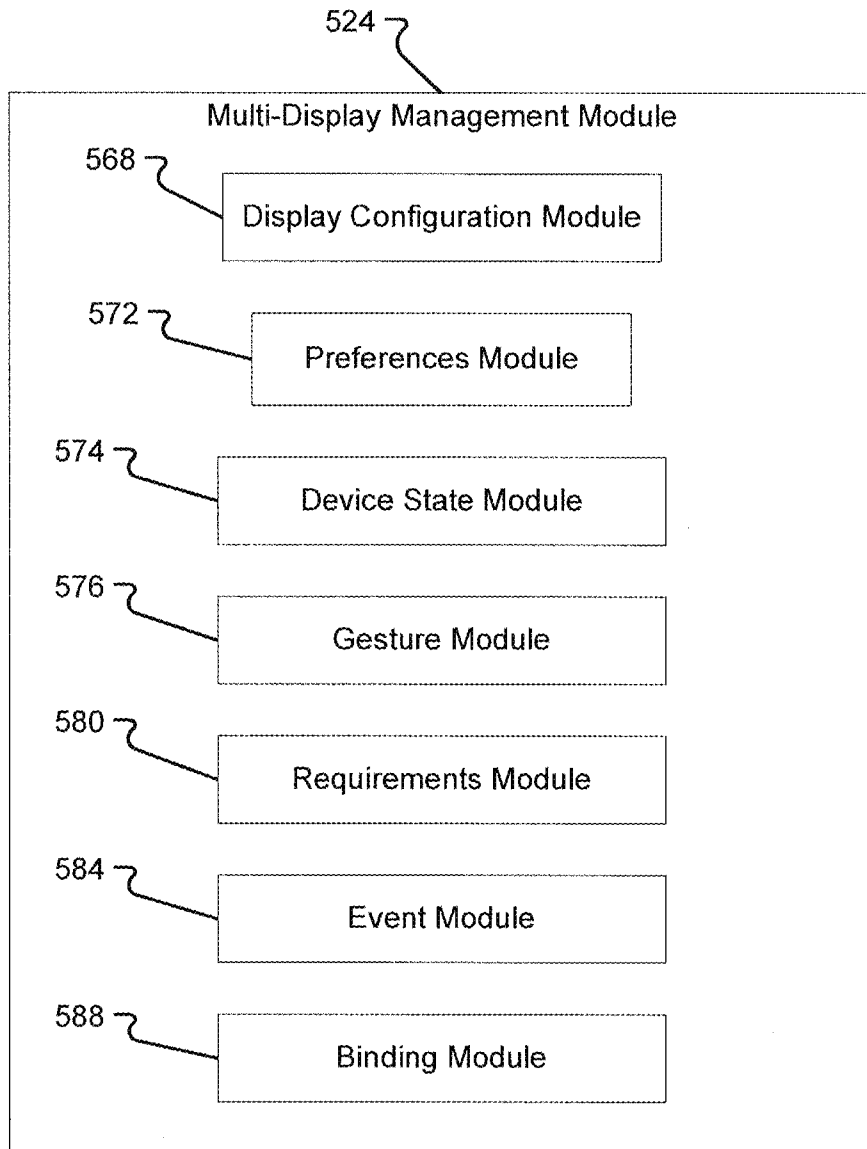 524
Multi-Display Management Module
568
Display Configuration Module
572
Preferences Module
574
Device State Module
576
Gesture Module
580
Requirements Module
584
Event Module
588
Binding Module